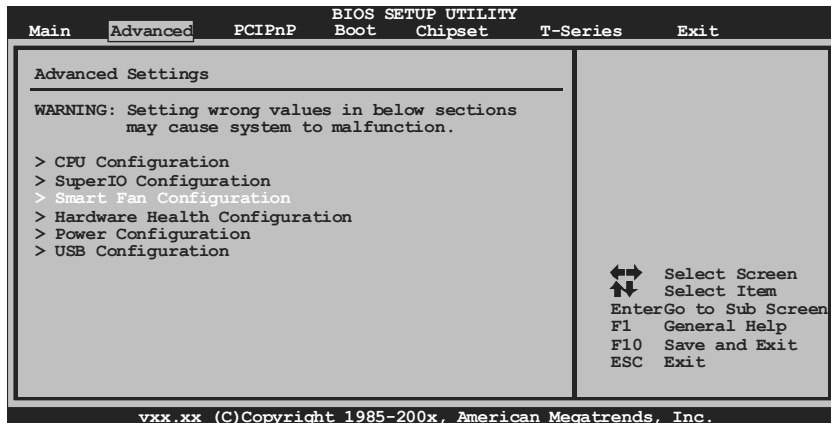 BIOS SETUP UTILITY
Main Advanced PCIPnP Boot Chipset T-Series Exit
Advanced Settings
WARNING: Setting wrong values in below sections
may cause system to malfunction.
> CPU Configuration
> SuperIO Configuration
> Smart Fan Configuration
> Hardware Health Configuration
> Power Configuration
> USB Configuration
Select Screen
Select Item
Enter Go to Sub Screen
F1 General Help
F10 Save and Exit
ESC Exit
vxx.xx (C)Copyright 1985-200x, American Megatrends, Inc.